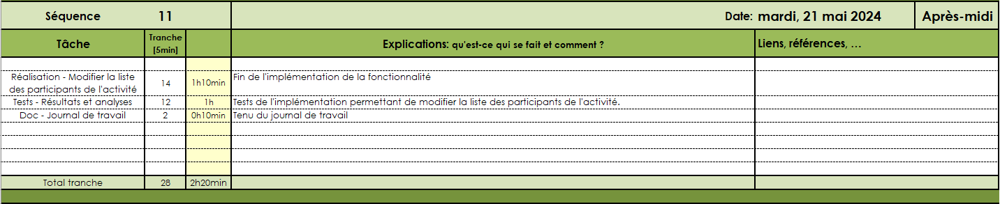 Séquence 11 Date: mardi, 21 mai 2024 Après-midi
Tâche Tranche [5min] Explications: qu'est-ce qui se fait et comment ? Liens, références, ...
Réalisation - Modifier la liste des participants de l'activité 14 1h10min Fin de l'implémentation de la fonctionnalité
Tests - Résultats et analyses 12 1h Tests de l'implémentation permettant de modifier la liste des participants de l'activité.
Doc - Journal de travail 2 0h10min Tenu du journal de travail
Total tranche 28 2h20min